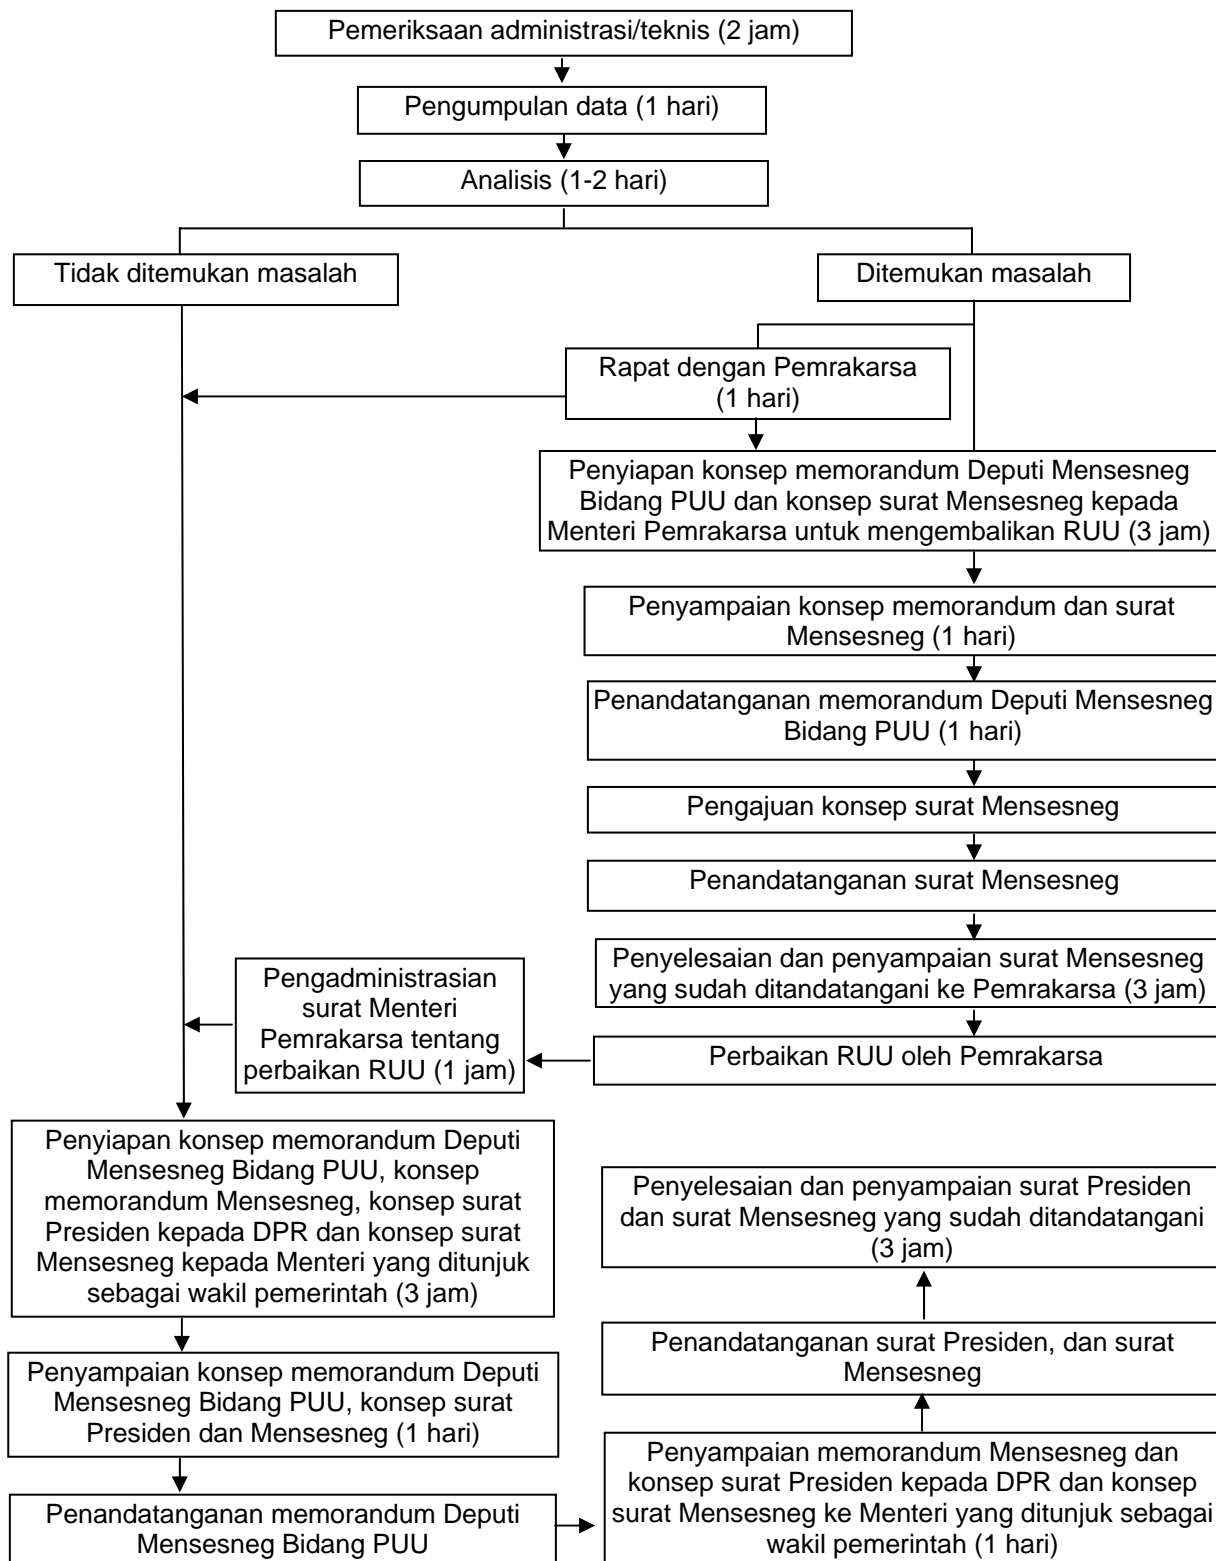 Pemeriksaan administrasi/teknis (2 jam)
Pengumpulan data (1 hari)
Analisis (1-2 hari)
Tidak ditemukan masalah
Ditemukan masalah
Rapat dengan Pemrakarsa
(1 hari)
Penyiapan konsep memorandum Deputi Mensesneg
Bidang PUU dan konsep surat Mensesneg kepada
Menteri Pemrakarsa untuk mengembalikan RUU (3 jam)
Penyampaian konsep memorandum dan surat
Mensesneg (1 hari)
Penandatanganan memorandum Deputi Mensesneg
Bidang PUU (1 hari)
Pengajuan konsep surat Mensesneg
Penandatanganan surat Mensesneg
Penyelesaian dan penyampaian surat Mensesneg
yang sudah ditandatangani ke Pemrakarsa (3 jam)
Perbaikan RUU oleh Pemrakarsa
Pengadministrasian
surat Menteri
Pemrakarsa tentang
perbaikan RUU (1 jam)
Penyiapan konsep memorandum Deputi
Mensesneg Bidang PUU, konsep
memorandum Mensesneg, konsep surat
Presiden kepada DPR dan konsep surat
Mensesneg kepada Menteri yang ditunjuk
sebagai wakil pemerintah (3 jam)
Penyampaian konsep memorandum Deputi
Mensesneg Bidang PUU, konsep surat
Presiden dan Mensesneg (1 hari)
Penandatanganan memorandum Deputi
Mensesneg Bidang PUU
Penyampaian memorandum Mensesneg dan
konsep surat Presiden kepada DPR dan konsep
surat Mensesneg ke Menteri yang ditunjuk sebagai
wakil pemerintah (1 hari)
Penandatanganan surat Presiden, dan surat
Mensesneg
Penyelesaian dan penyampaian surat Presiden
dan surat Mensesneg yang sudah ditandatangani
(3 jam)